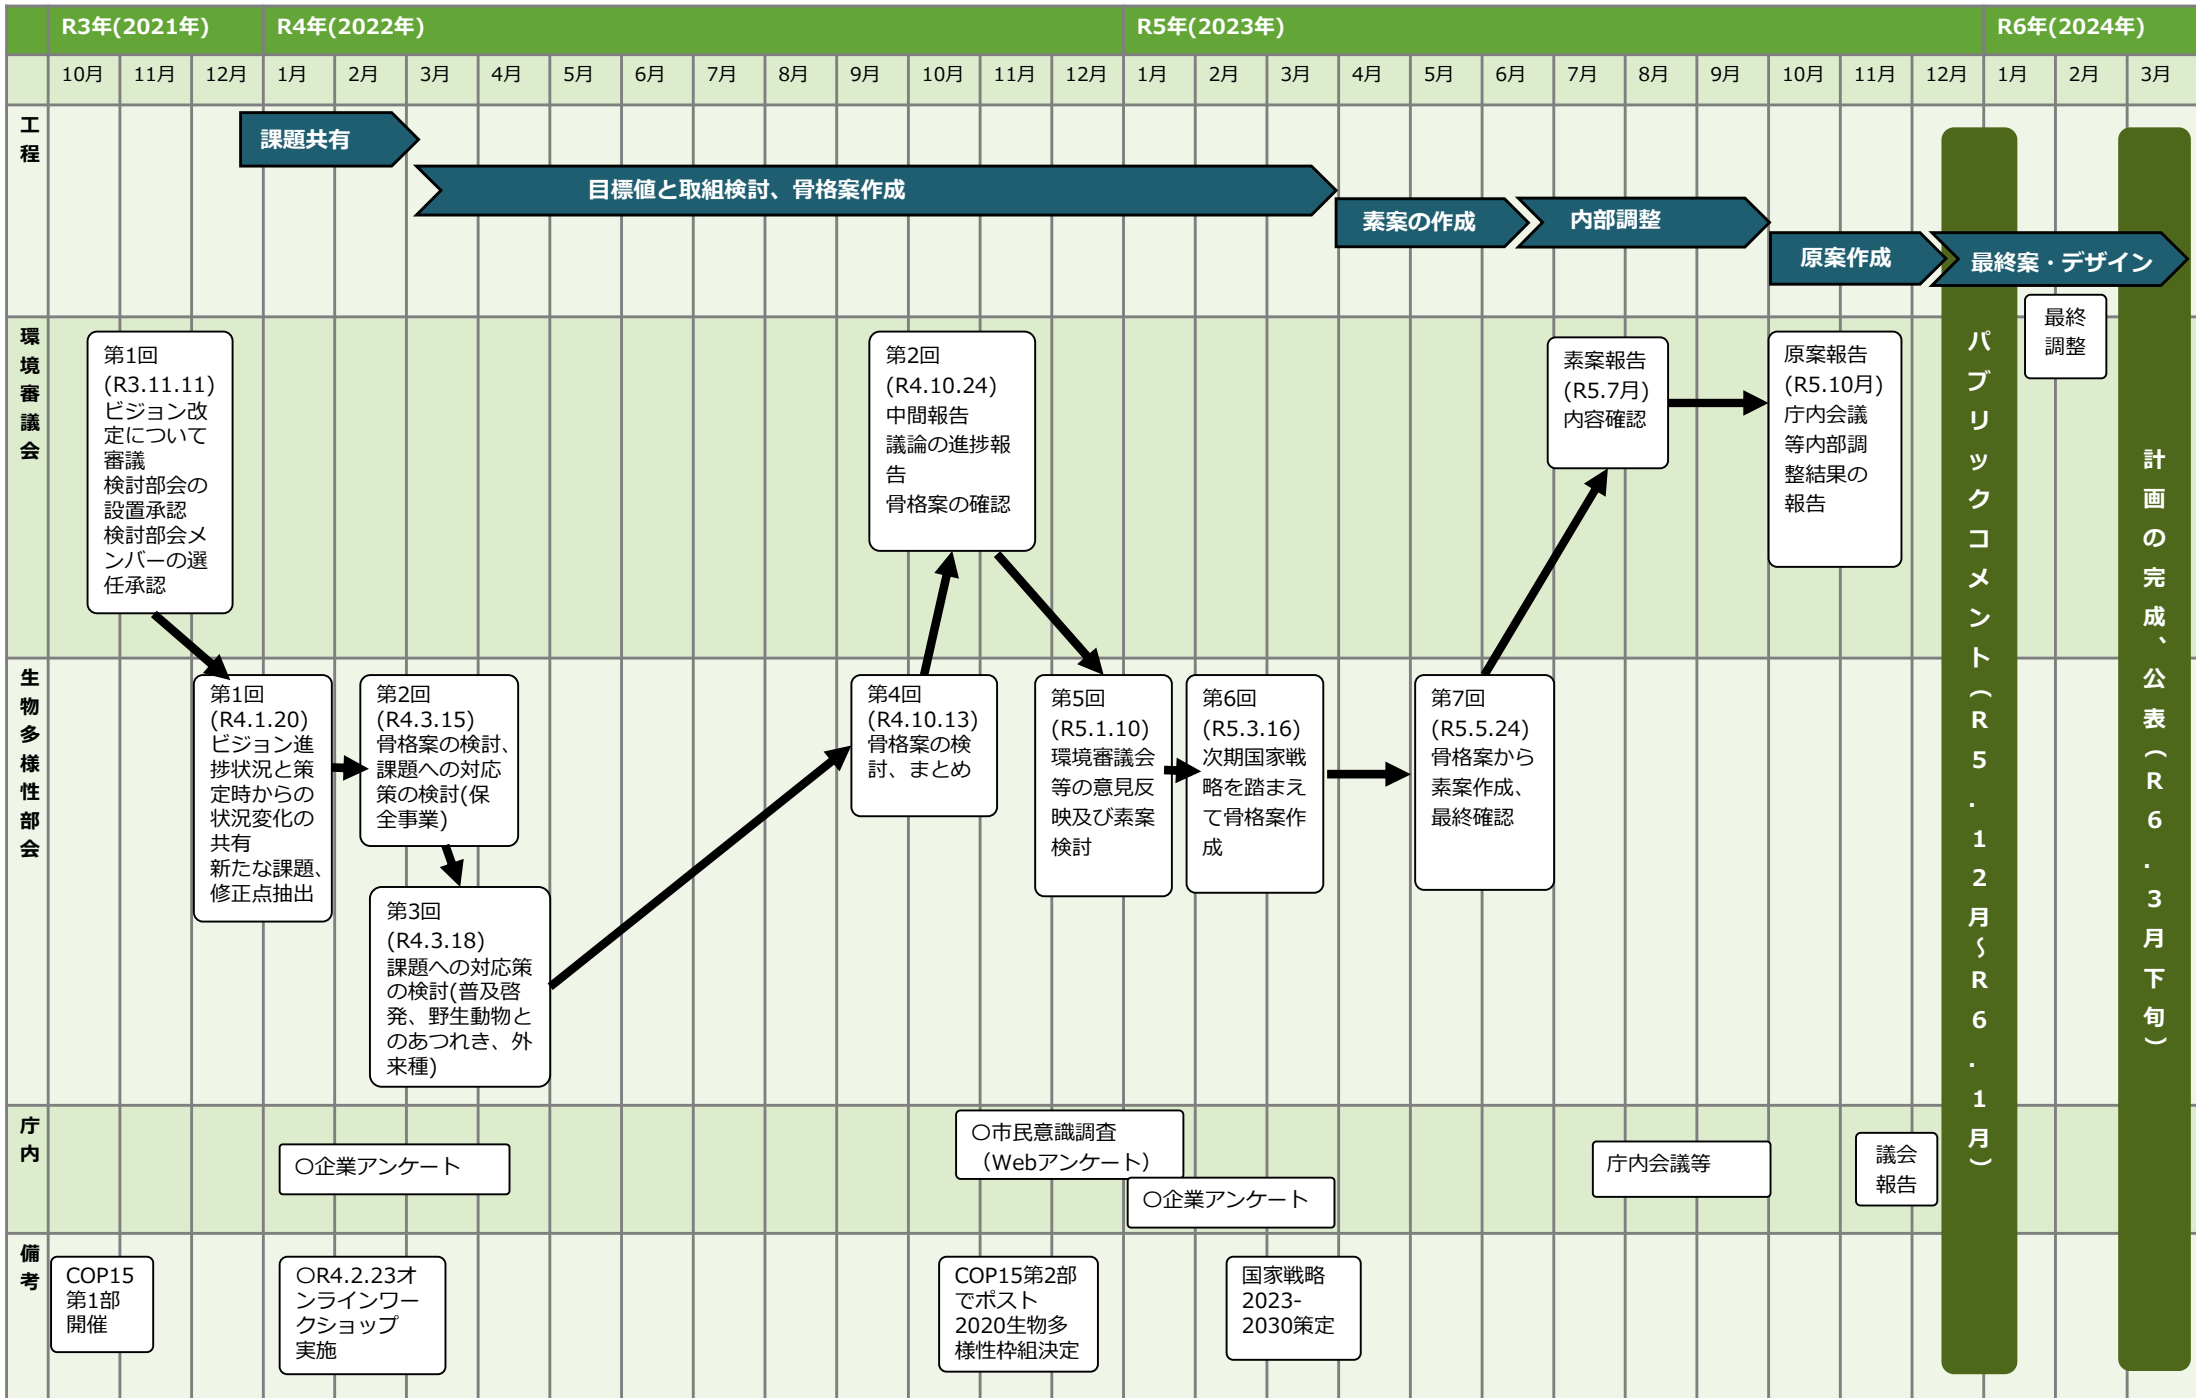 R3年(2021年)
R4年(2022年)
R5年(2023年)
R6年(2024年)
10月
11月
12月
1月
2月
3月
4月
5月
6月
7月
8月
9月
10月
11月
12月
1月
2月
3月
4月
5月
6月
7月
8月
9月
10月
11月
12月
1月
2月
3月
工程
課題共有
目標値と取組検討、骨格案作成
素案の作成
内部調整
原案作成
最終案・デザイン
環境審議会
第1回
(R3.11.11)
ビジョン改
定について
審議
検討部会の
設置承認
検討部会メ
ンバーの選
任承認
第2回
(R4.10.24)
中間報告
議論の進捗報
告
骨格案の確認
素案報告
(R5.7月)
内容確認
原案報告
(R5.10月)
庁内会議
等内部調
整結果の
報告
最終
調整
パブリックコメント(R5.12月~R6.1月)
計画の完成、公表(R6.3月下旬)
生物多様性部会
第1回
(R4.1.20)
ビジョン進
捗状況と策
定時からの
状況変化の
共有
新たな課題、
修正点抽出
第2回
(R4.3.15)
骨格案の検討、
課題への対応
策の検討(保
全事業)
第3回
(R4.3.18)
課題への対応策
の検討(普及啓
発、野生動物と
のあつれき、外
来種)
第4回
(R4.10.13)
骨格案の検
討、まとめ
第5回
(R5.1.10)
環境審議会
等の意見反
映及び素案
検討
第6回
(R5.3.16)
次期国家戦
略を踏まえ
て骨格案作
成
第7回
(R5.5.24)
骨格案から
素案作成、
最終確認
庁内
○企業アンケート
○市民意識調査
(Webアンケート)
○企業アンケート
庁内会議等
議会
報告
備考
COP15
第1部
開催
○R4.2.23オ
ンラインワー
クショップ
実施
COP15第2部
でポスト
2020生物多
様性枠組決定
国家戦略
2023-
2030策定